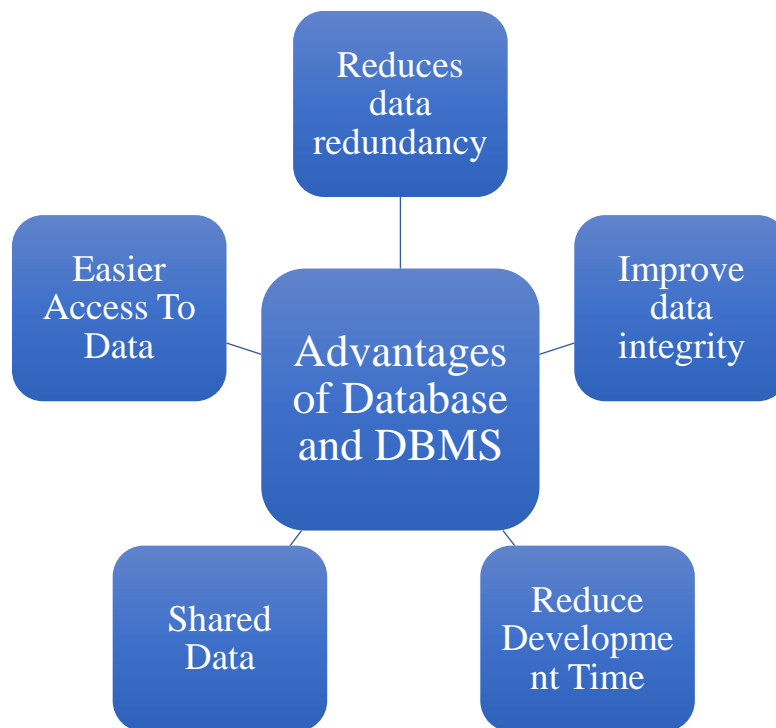 Reduces
data
redundancy
Easier
Access To
Data
Improve
data
integrity
Advantages
of Database
and DBMS
Shared
Data
Reduce
Developme
nt Time